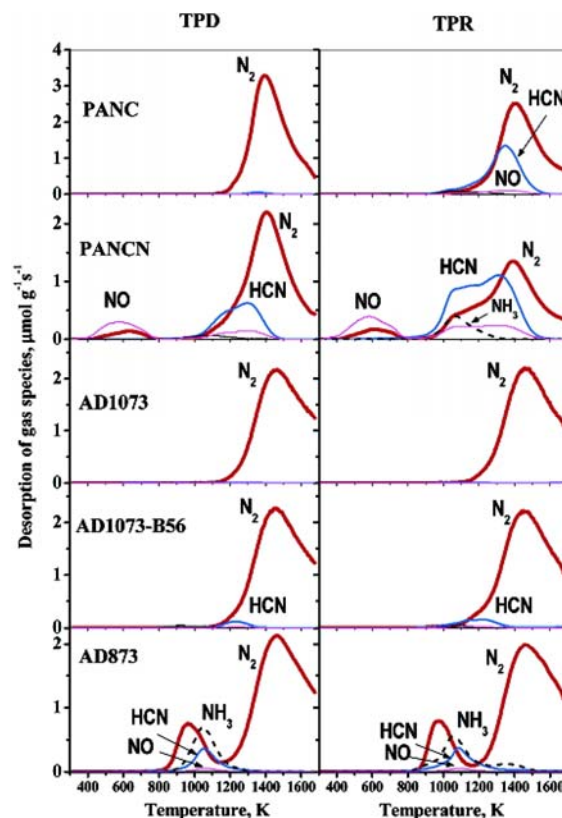 TPD TPR
Desorption of gas species, μmol g⁻¹ s⁻¹
4
3
2
1
0
PANC
N₂
N₂
HCN
NO
2
1
0
PANCN
NO
N₂
HCN
NO
HCN
N₂
NH₃
2
1
0
AD1073
N₂
N₂
2
1
0
AD1073-B56
N₂
HCN
N₂
HCN
2
1
0
AD873
HCN
NO
NH₃
N₂
HCN
NO
NH₃
N₂
400 600 800 1000 1200 1400 1600 400 600 800 1000 1200 1400 1600
Temperature, K Temperature, K